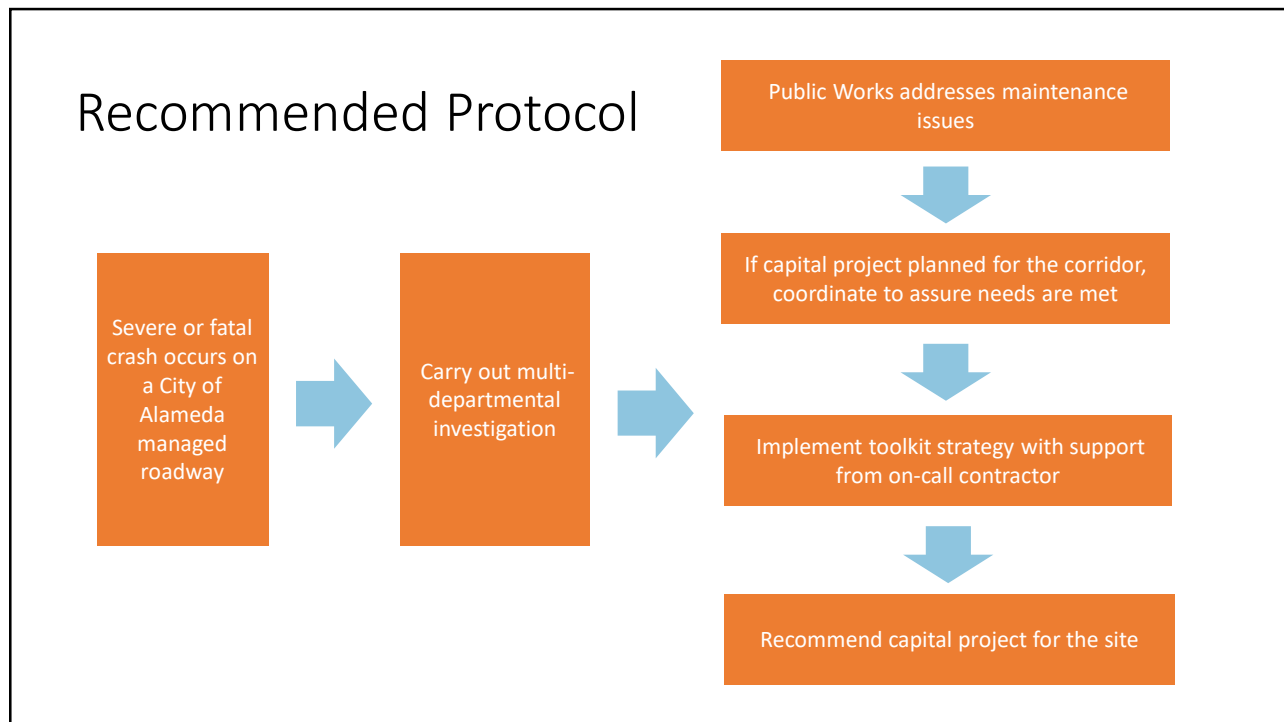 Recommended Protocol
Severe or fatal
crash occurs on
a City of
Alameda
managed
roadway
Carry out multi-
departmental
investigation
Public Works addresses maintenance
issues
If capital project planned for the corridor,
coordinate to assure needs are met
Implement toolkit strategy with support
from on-call contractor
Recommend capital project for the site